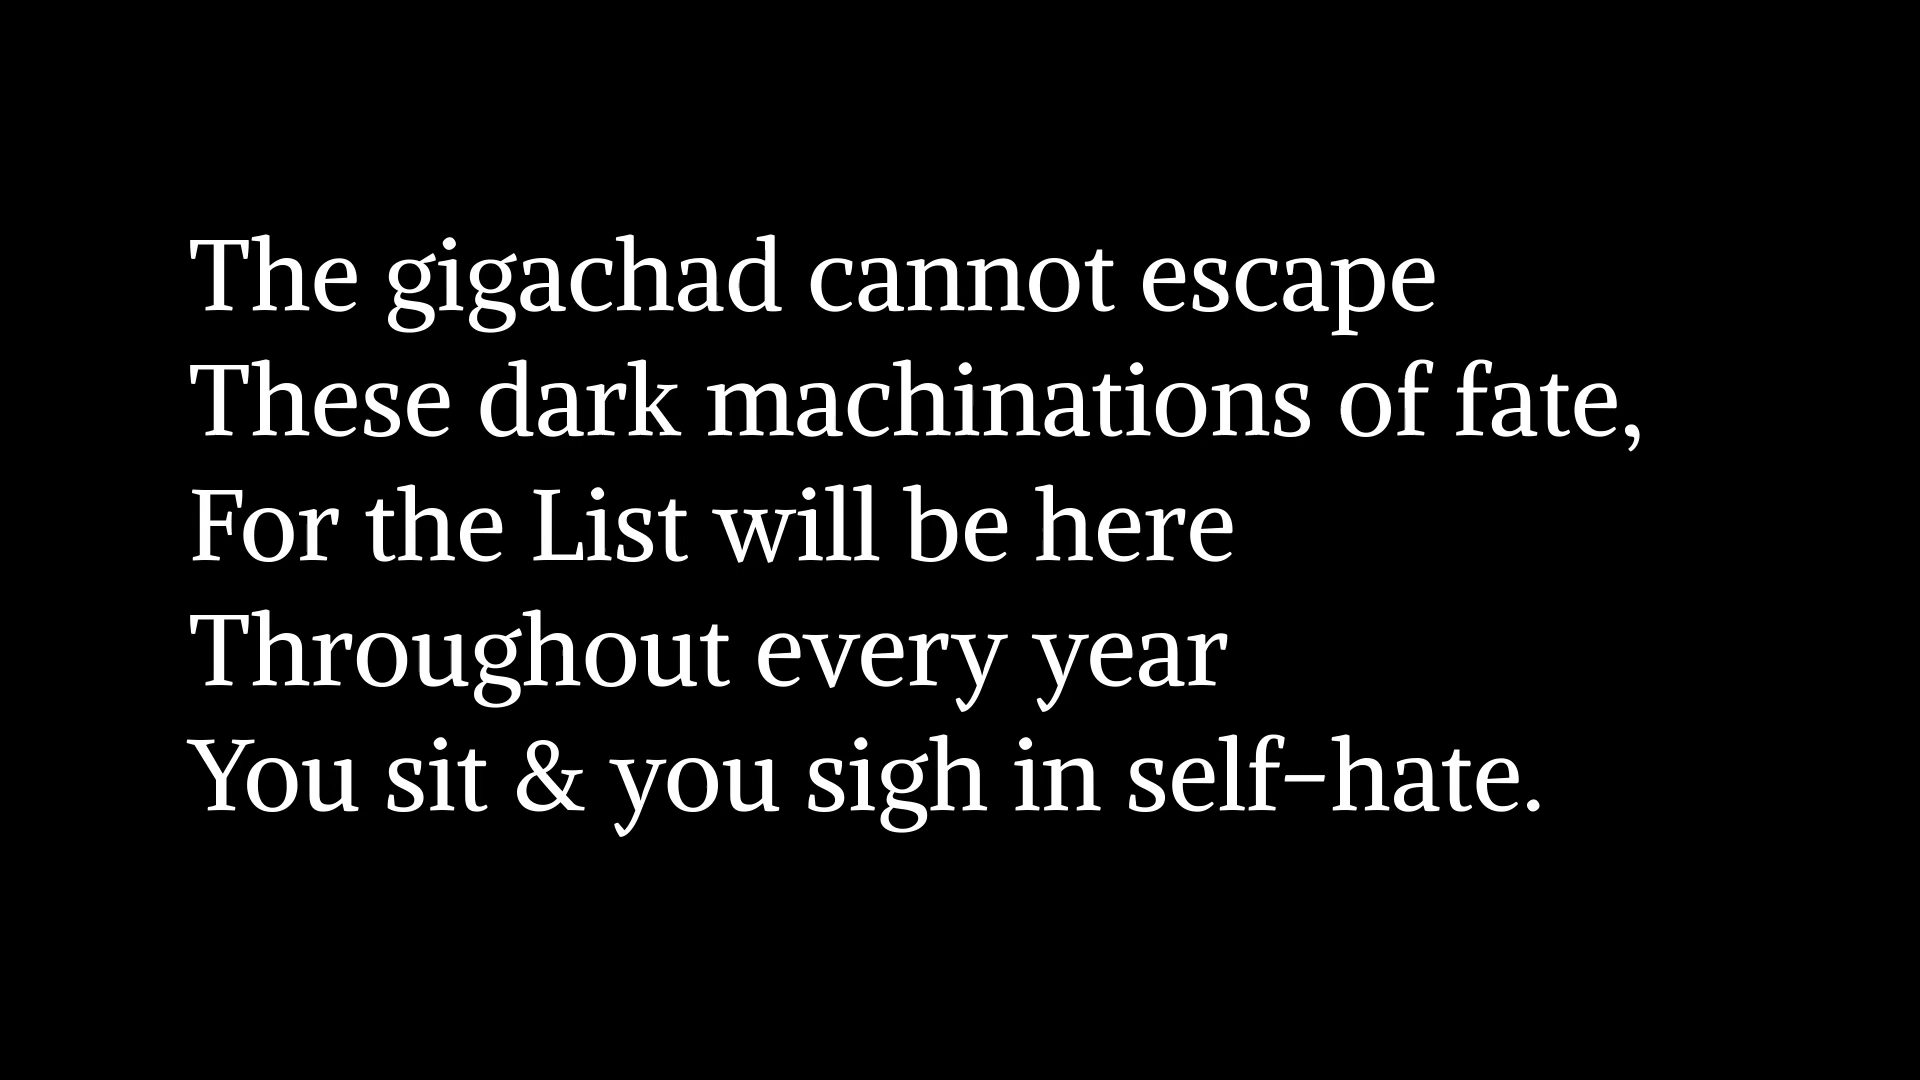 The gigachad cannot escape
These dark machinations of fate,
For the List will be here
Throughout every year
You sit & you sigh in self-hate.